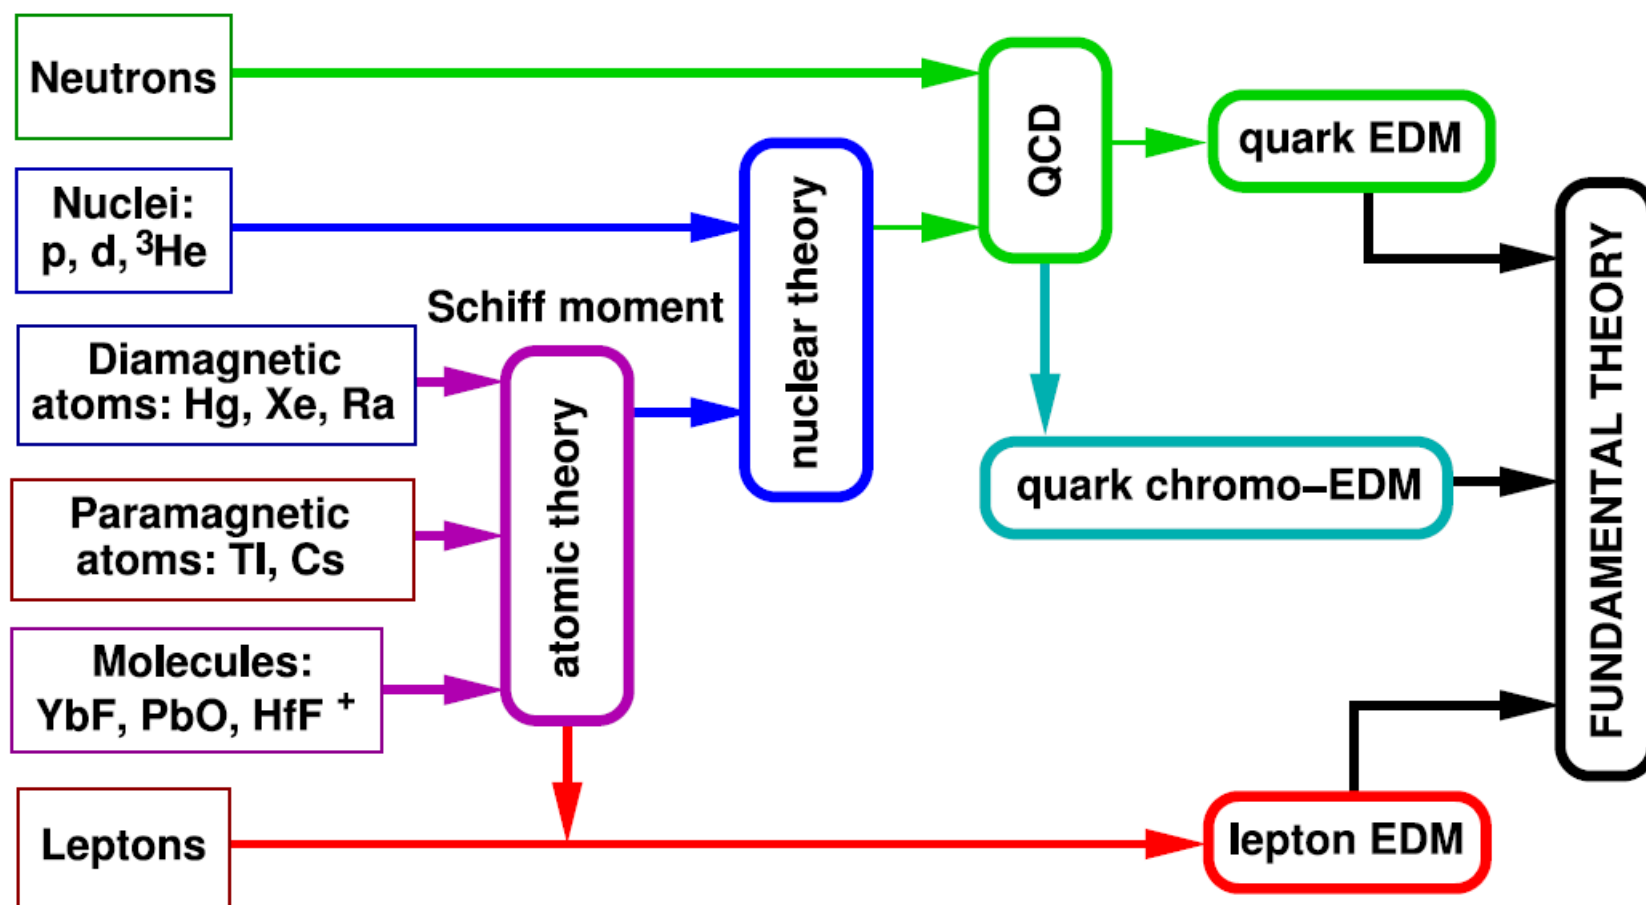 Neutrons
Nuclei:
p, d, ³He
Schiff moment
Diamagnetic
atoms: Hg, Xe, Ra
Paramagnetic
atoms: Tl, Cs
Molecules:
YbF, PbO, HfF ⁺
Leptons
atomic theory
nuclear theory
QCD
quark EDM
quark chromo–EDM
lepton EDM
FUNDAMENTAL THEORY